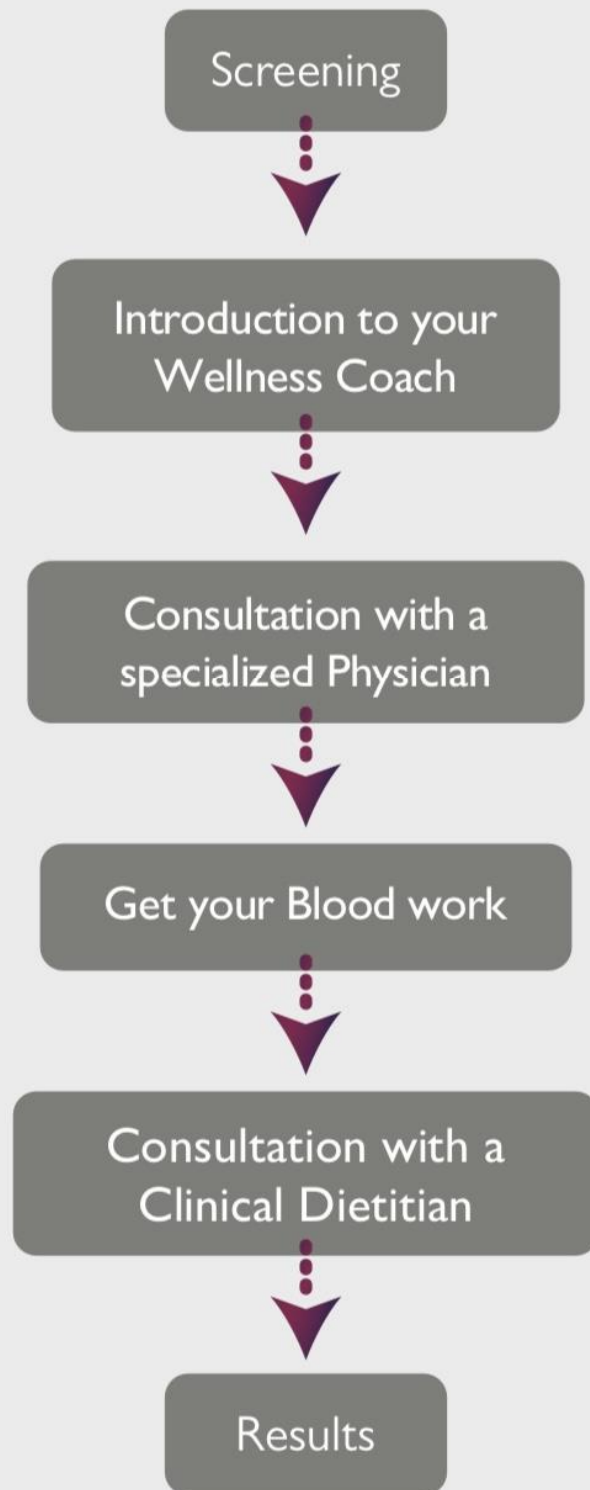 Screening
Introduction to your
Wellness Coach
Consultation with a
specialized Physician
Get your Blood work
Consultation with a
Clinical Dietitian
Results